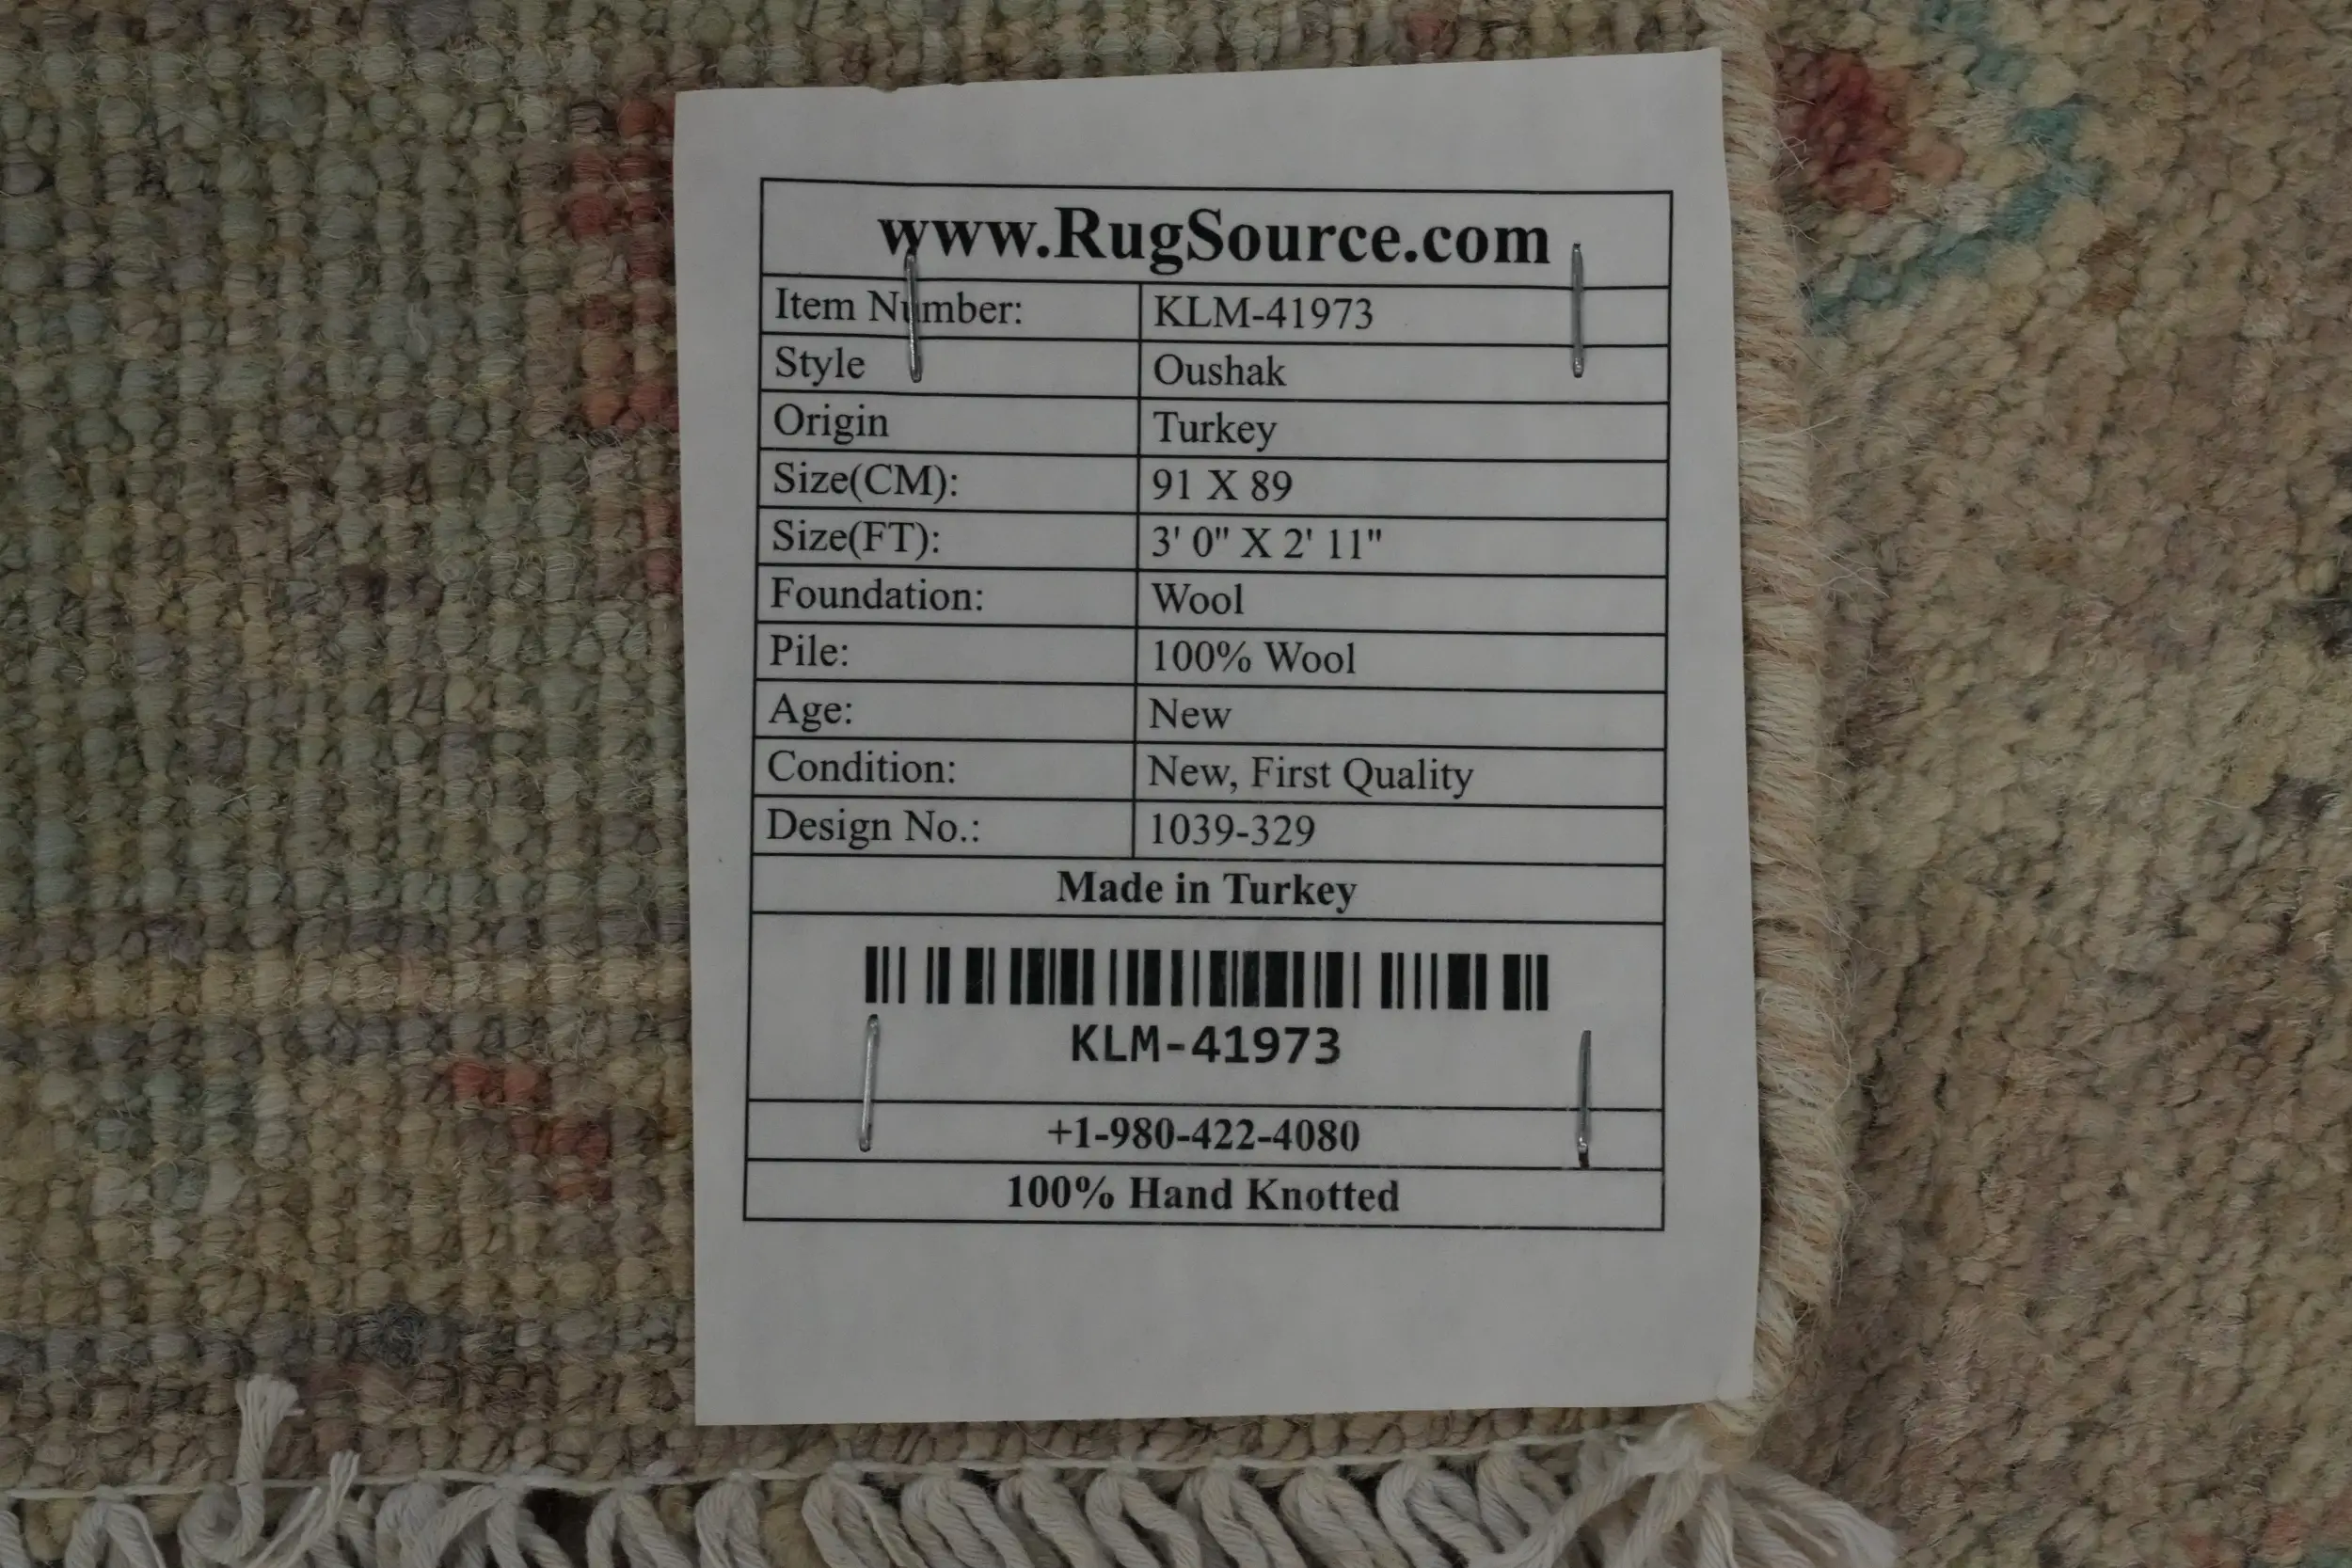 www.RugSource.com
Item Number: KLM-41973
Style Oushak
Origin Turkey
Size(CM): 91 X 89
Size(FT): 3' 0" X 2' 11"
Foundation: Wool
Pile: 100% Wool
Age: New
Condition: New, First Quality
Design No.: 1039-329
Made in Turkey
KLM-41973
+1-980-422-4080
100% Hand Knotted